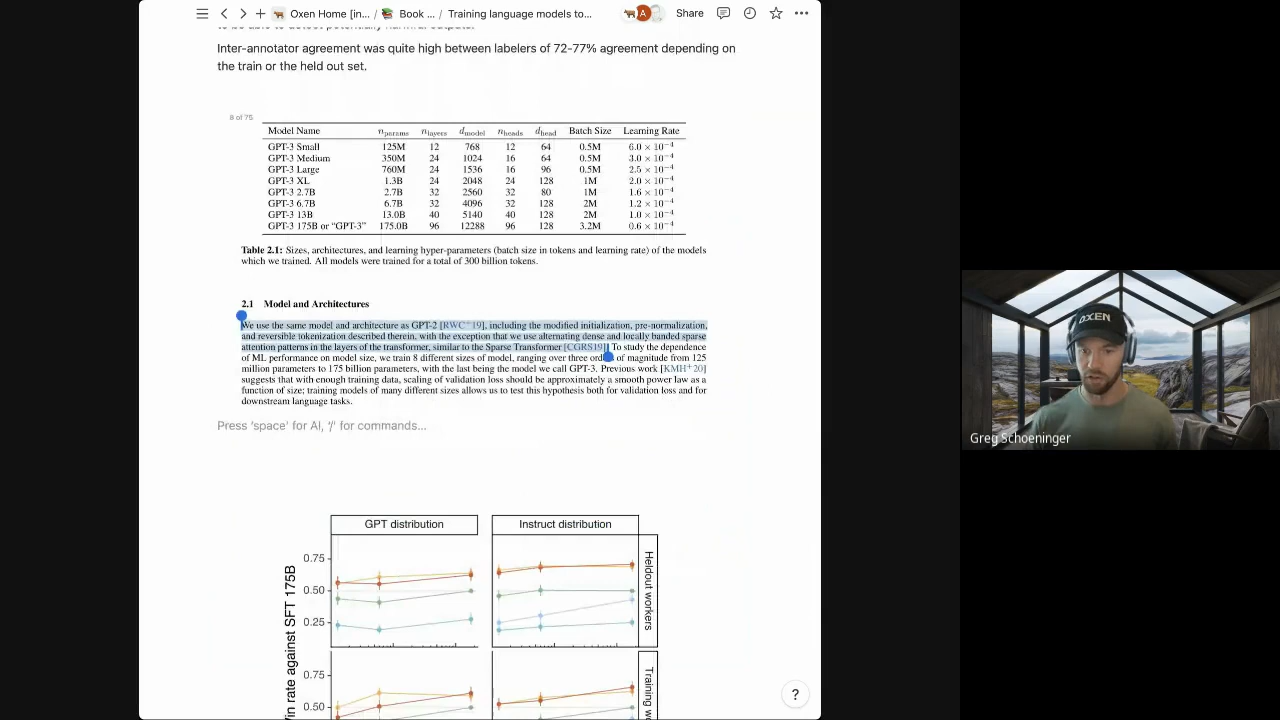 Oxen Home [in... / Book ... / Training language models to...
Share
Inter-annotator agreement was quite high between labelers of 72-77% agreement depending on
the train or the held out set.
8 of 75
Model Name n_params n_layers d_model n_heads d_head Batch Size Learning Rate
GPT-3 Small 125M 12 768 12 64 0.5M 6.0 × 10⁻⁴
GPT-3 Medium 350M 24 1024 16 64 0.5M 3.0 × 10⁻⁴
GPT-3 Large 760M 24 1536 16 96 0.5M 2.5 × 10⁻⁴
GPT-3 XL 1.3B 24 2048 24 128 1M 2.0 × 10⁻⁴
GPT-3 2.7B 2.7B 32 2560 32 80 1M 1.6 × 10⁻⁴
GPT-3 6.7B 6.7B 32 4096 32 128 2M 1.2 × 10⁻⁴
GPT-3 13B 13.0B 40 5140 40 128 2M 1.0 × 10⁻⁴
GPT-3 175B or “GPT-3” 175.0B 96 12288 96 128 3.2M 0.6 × 10⁻⁴
Table 2.1: Sizes, architectures, and learning hyper-parameters (batch size in tokens and learning rate) of the models
which we trained. All models were trained for a total of 300 billion tokens.
2.1 Model and Architectures
We use the same model and architecture as GPT-2 [RWC⁺19], including the modified initialization, pre-normalization,
and reversible tokenization described therein, with the exception that we use alternating dense and locally banded sparse
attention patterns in the layers of the transformer, similar to the Sparse Transformer [CGRS19]. To study the dependence
of ML performance on model size, we train 8 different sizes of model, ranging over three orders of magnitude from 125
million parameters to 175 billion parameters, with the last being the model we call GPT-3. Previous work [KMH⁺20]
suggests that with enough training data, scaling of validation loss should be approximately a smooth power law as a
function of size; training models of many different sizes allows us to test this hypothesis both for validation loss and for
downstream language tasks.
Press ‘space’ for AI, ‘/’ for commands...
GPT distribution
Instruct distribution
0.75
0.50
0.25
Heldout workers
0.75
0.50
Win rate against SFT 175B
?
OXEN
Greg Schoeninger